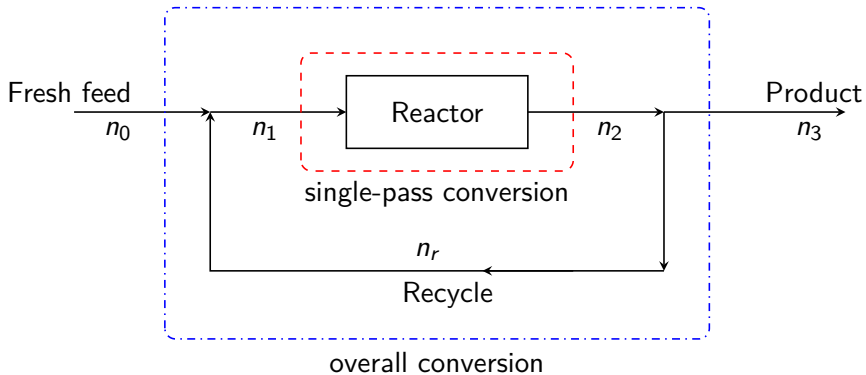 Fresh feed
n0
n1
Reactor
n2
Product
n3
single-pass conversion
nr
Recycle
overall conversion